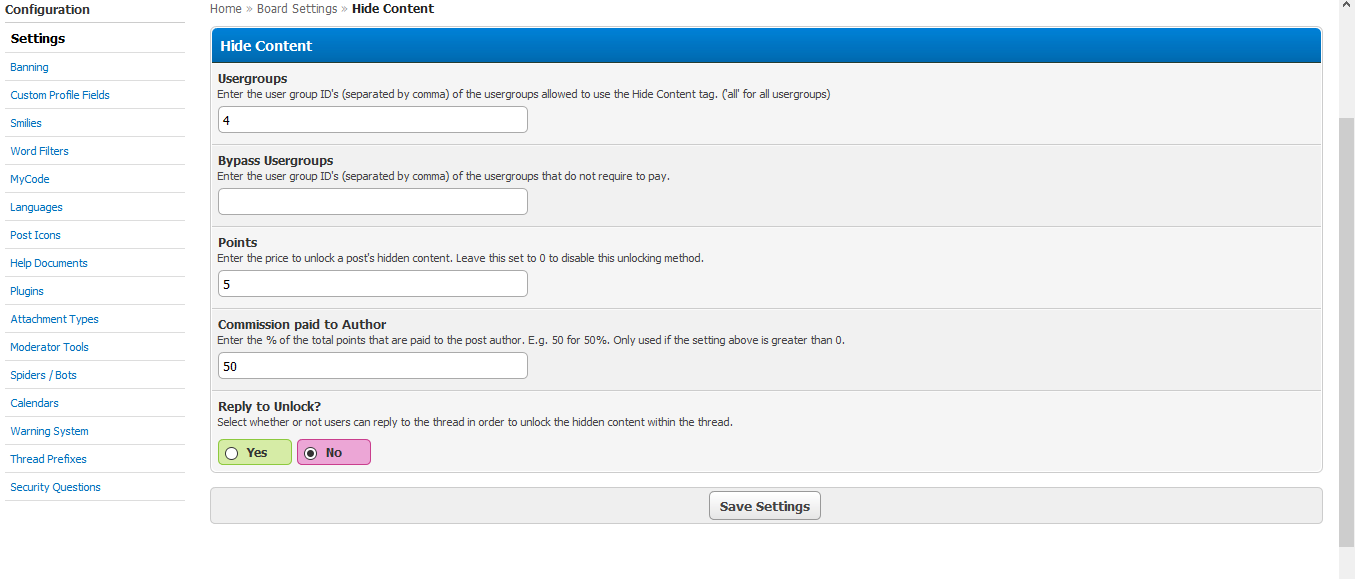 Configuration
Settings
Banning
Custom Profile Fields
Smilies
Word Filters
MyCode
Languages
Post Icons
Help Documents
Plugins
Attachment Types
Moderator Tools
Spiders / Bots
Calendars
Warning System
Thread Prefixes
Security Questions
Home » Board Settings » Hide Content
Hide Content
Usergroups
Enter the user group ID's (separated by comma) of the usergroups allowed to use the Hide Content tag. ('all' for all usergroups)
4
Bypass Usergroups
Enter the user group ID's (separated by comma) of the usergroups that do not require to pay.
Points
Enter the price to unlock a post's hidden content. Leave this set to 0 to disable this unlocking method.
5
Commission paid to Author
Enter the % of the total points that are paid to the post author. E.g. 50 for 50%. Only used if the setting above is greater than 0.
50
Reply to Unlock?
Select whether or not users can reply to the thread in order to unlock the hidden content within the thread.
Yes No
Save Settings